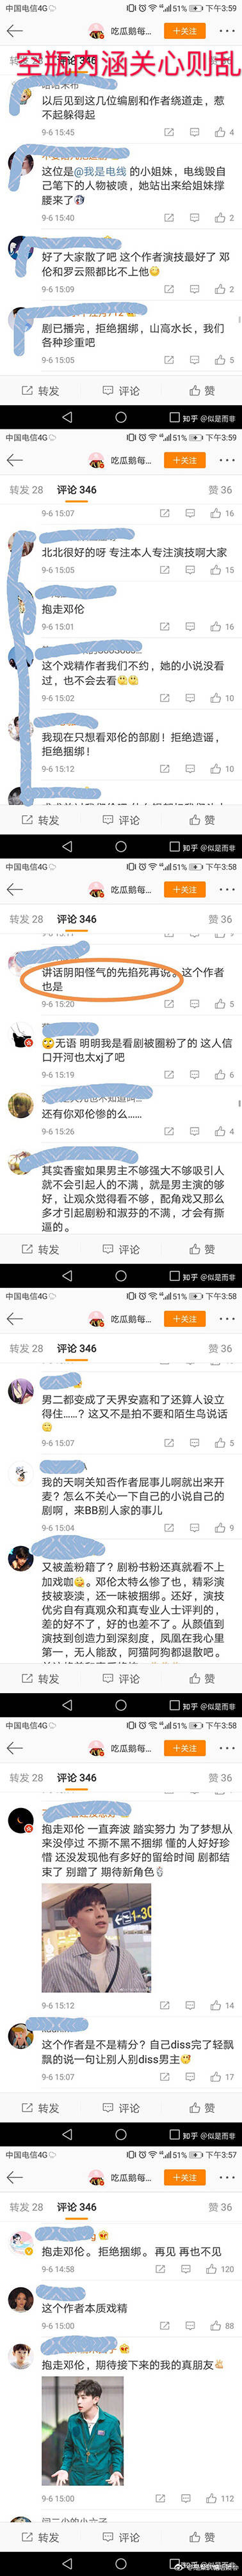 中国电信4G 51% 下午3:59
吃瓜鹅每...
+关注
空瓶内涵关心则乱
转发
以后见到这几位编剧和作者绕道走，惹
不起躲得起
9-6 15:45
4
这位是@我是电线 的小姐妹，电线毁自
己笔下的人物被喷，她站出来给姐妹撑
腰来了
9-6 15:40
2
好了大家散了吧 这个作者演技最好了 邓
伦和罗云熙都比不上他
9-6 15:09
2
剧已播完，拒绝捆绑，山高水长，我们
各种珍重吧
9-6 15:05
5
转发 评论 赞
知乎 @似是而非
中国电信4G 51% 下午3:59
吃瓜鹅每...
+关注
转发 28 评论 346 赞 36
9-6 15:07
16
北北很好的呀 专注本人专注演技啊大家
9-6 15:05
15
抱走邓伦
9-6 15:01
16
这个戏精作者我们不约，她的小说没看
过，也不会去看
9-6 15:02
10
我现在只想看邓伦的部剧！拒绝造谣，
拒绝捆绑！
9-6 15:12
10
转发 评论 赞
知乎 @似是而非
中国电信4G 51% 下午3:58
吃瓜鹅每...
+关注
转发 28 评论 346 赞 36
讲话阴阳怪气的先掐死再说。这个作者
也是
9-6 15:20
5
无语 明明我是看剧被圈粉了的 这人信
口开河也太xj了吧
9-6 15:19
6
还有你邓伦惨的么......
9-6 15:26
4
其实香蜜如果男主不够强大不够吸引人
就不会引起人的不满，就是男主演的够
好，让观众觉得看不够，配角戏又那么
多才引起剧粉和淑芬的不满，才会有撕
逼的。
转发 评论 赞
知乎 @似是而非
中国电信4G 51% 下午3:58
吃瓜鹅每...
+关注
转发 28 评论 346 赞 36
男二都变成了天界安嘉和了还算人设立
得住......？这又不是拍不要和陌生鸟说话
9-6 15:07
5
我的天啊关知否作者屁事儿啊就出来开
麦？怎么不关心一下自己的小说自己的
剧啊，来BB别人家的事儿
9-6 15:04
9
又被盖粉籍了？剧粉书粉还真就看不上
加戏咖。邓伦太特么惨了也，精彩演
技被亵渎，还一味被捆绑。还好，演技
优劣自有真观众和真专业人士评判的，
差的好不了，好的也差不了。从颜值到
演技到创造力到深刻度，凤凰在我心里
第一，无人能敌，阿猫阿狗都退散吧。
转发 评论 赞
知乎 @似是而非
中国电信4G 51% 下午3:58
吃瓜鹅每...
+关注
转发 28 评论 346 赞 36
抱走邓伦 一直奔波 踏实努力 为了梦想从
来没停过 不撕不黑不捆绑 懂的人好好珍
惜 还没发现他有多好的留给时间 剧都结
束了 别蹭了 期待新角色
9-6 15:12
14
这个作者是不是精分？自己diss完了轻飘
飘的说一句让别人别diss男主
9-6 15:07
17
转发 评论 赞
知乎 @似是而非
中国电信4G 51% 下午3:57
吃瓜鹅每...
+关注
转发 28 评论 346 赞 36
抱走邓伦。 拒绝捆绑。 再见 再也不见
9-6 14:58
120
这个作者本质戏精
9-6 15:00
88
抱走邓伦，期待接下来的我的真朋友
9-6 15:00
112
转发 评论 赞